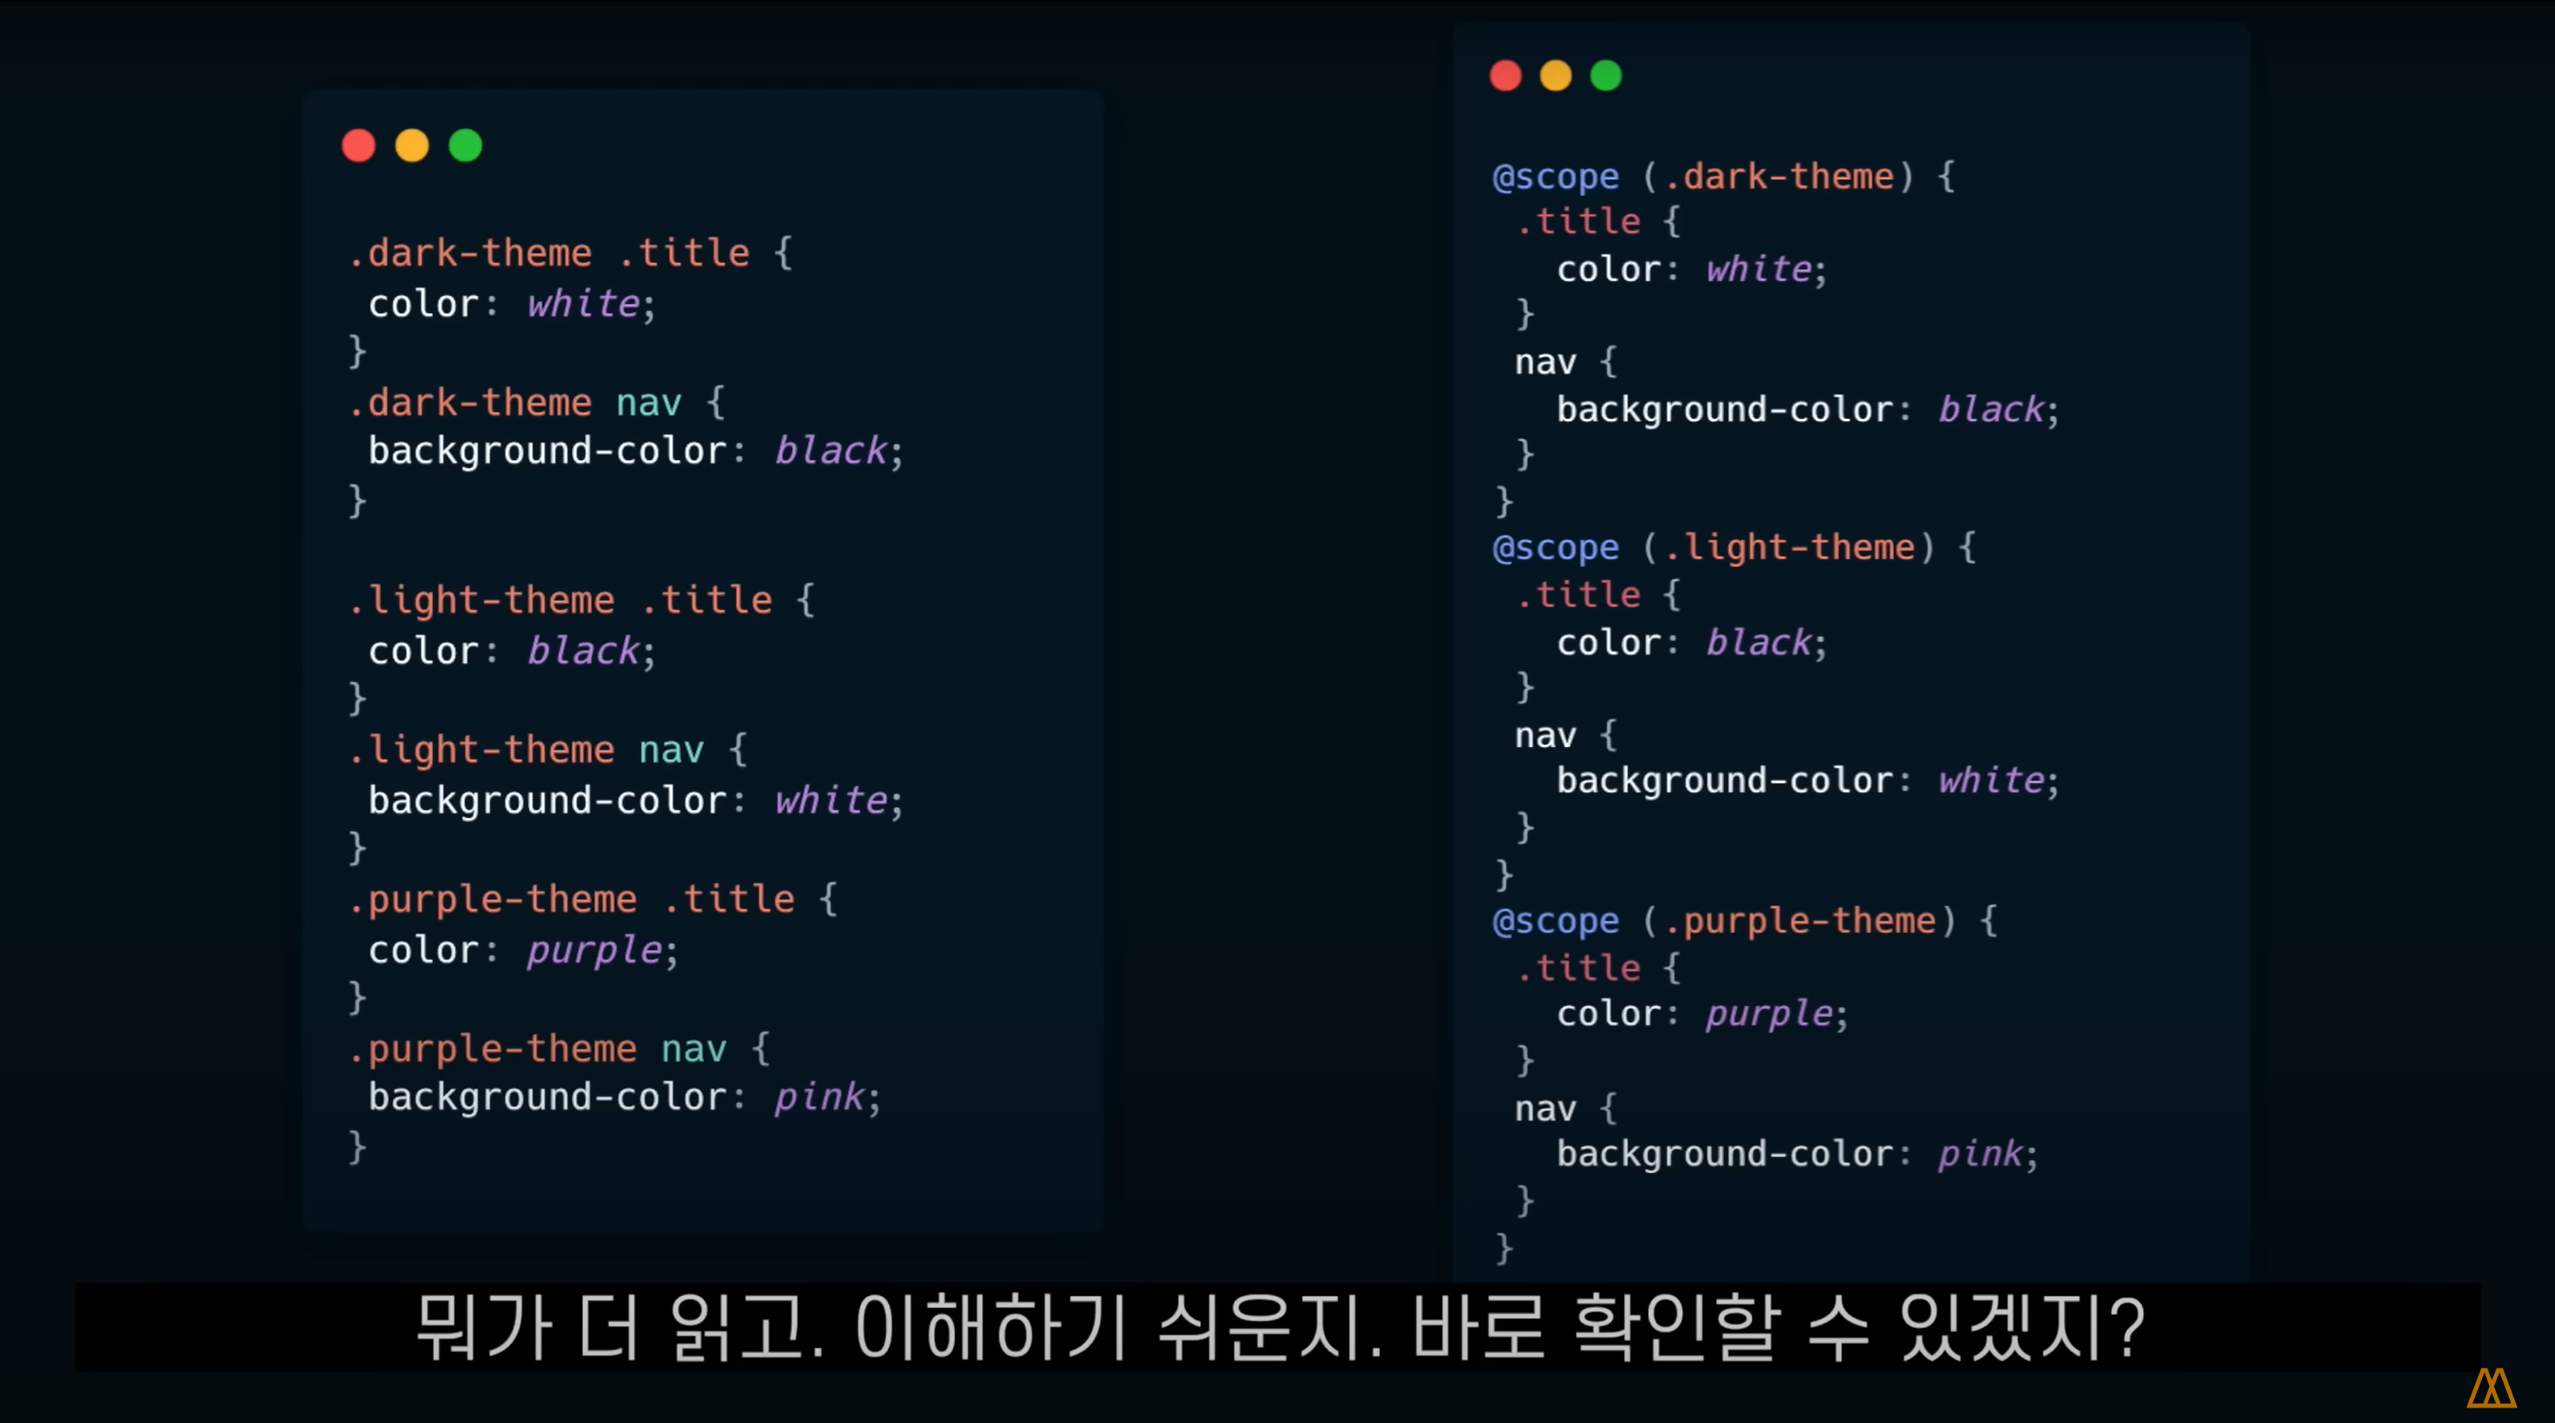 .dark-theme .title {
color: white;
}
.dark-theme nav {
background-color: black;
}
.light-theme .title {
color: black;
}
.light-theme nav {
background-color: white;
}
.purple-theme .title {
color: purple;
}
.purple-theme nav {
background-color: pink;
}
@scope (.dark-theme) {
.title {
color: white;
}
nav {
background-color: black;
}
}
@scope (.light-theme) {
.title {
color: black;
}
nav {
background-color: white;
}
}
@scope (.purple-theme) {
.title {
color: purple;
}
nav {
background-color: pink;
}
}
뭐가 더 읽고. 이해하기 쉬운지. 바로 확인할 수 있겠지?